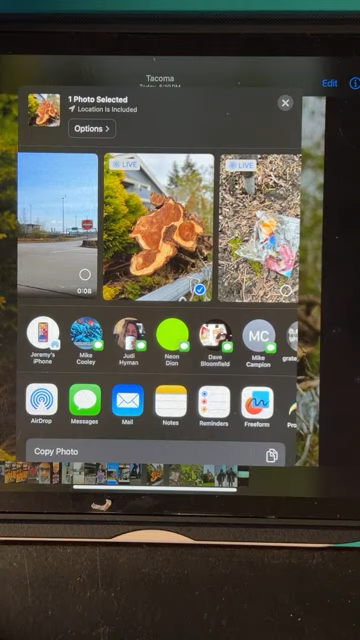 Tacoma
Edit
1 Photo Selected
Location Is Included
Options >
LIVE
LIVE
0:08
MC
Jeremy's
iPhone
Mike
Cooley
Judi
Hyman
Neon
Dion
Dave
Bloomfield
Mike
Campion
AirDrop
Messages
Mail
Notes
Reminders
Freeform
Copy Photo